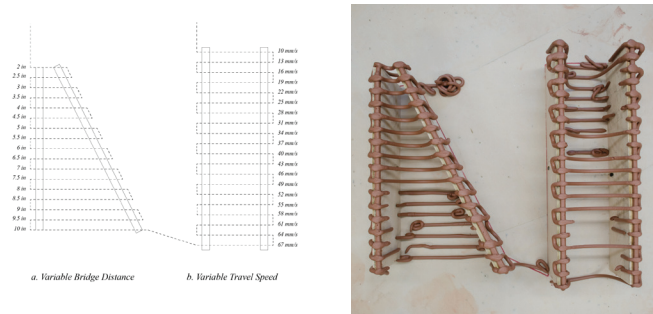 2 in
2.5 in
3 in
3.5 in
4 in
4.5 in
5 in
5.5 in
6 in
6.5 in
7 in
7.5 in
8 in
8.5 in
9 in
9.5 in
10 in
10 mm/s
13 mm/s
16 mm/s
19 mm/s
22 mm/s
25 mm/s
28 mm/s
31 mm/s
34 mm/s
37 mm/s
40 mm/s
43 mm/s
46 mm/s
49 mm/s
52 mm/s
55 mm/s
58 mm/s
61 mm/s
64 mm/s
67 mm/s
a. Variable Bridge Distance
b. Variable Travel Speed